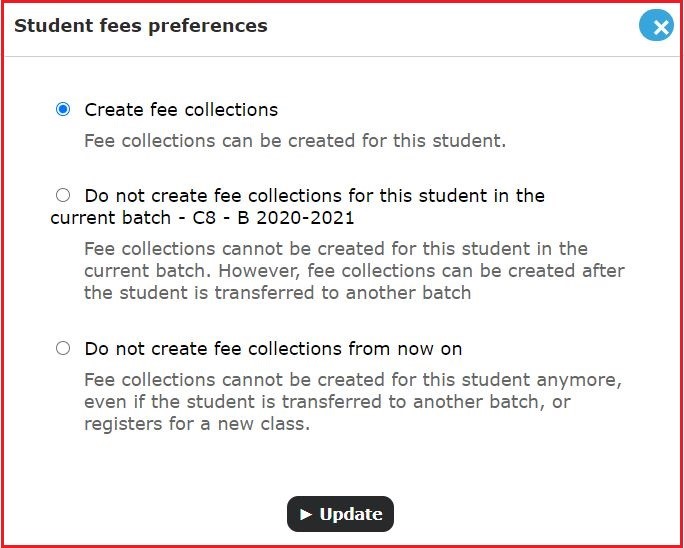 Student fees preferences
Create fee collections
Fee collections can be created for this student.
Do not create fee collections for this student in the
current batch - C8 - B 2020-2021
Fee collections cannot be created for this student in the
current batch. However, fee collections can be created after
the student is transferred to another batch
Do not create fee collections from now on
Fee collections cannot be created for this student anymore,
even if the student is transferred to another batch, or
registers for a new class.
Update